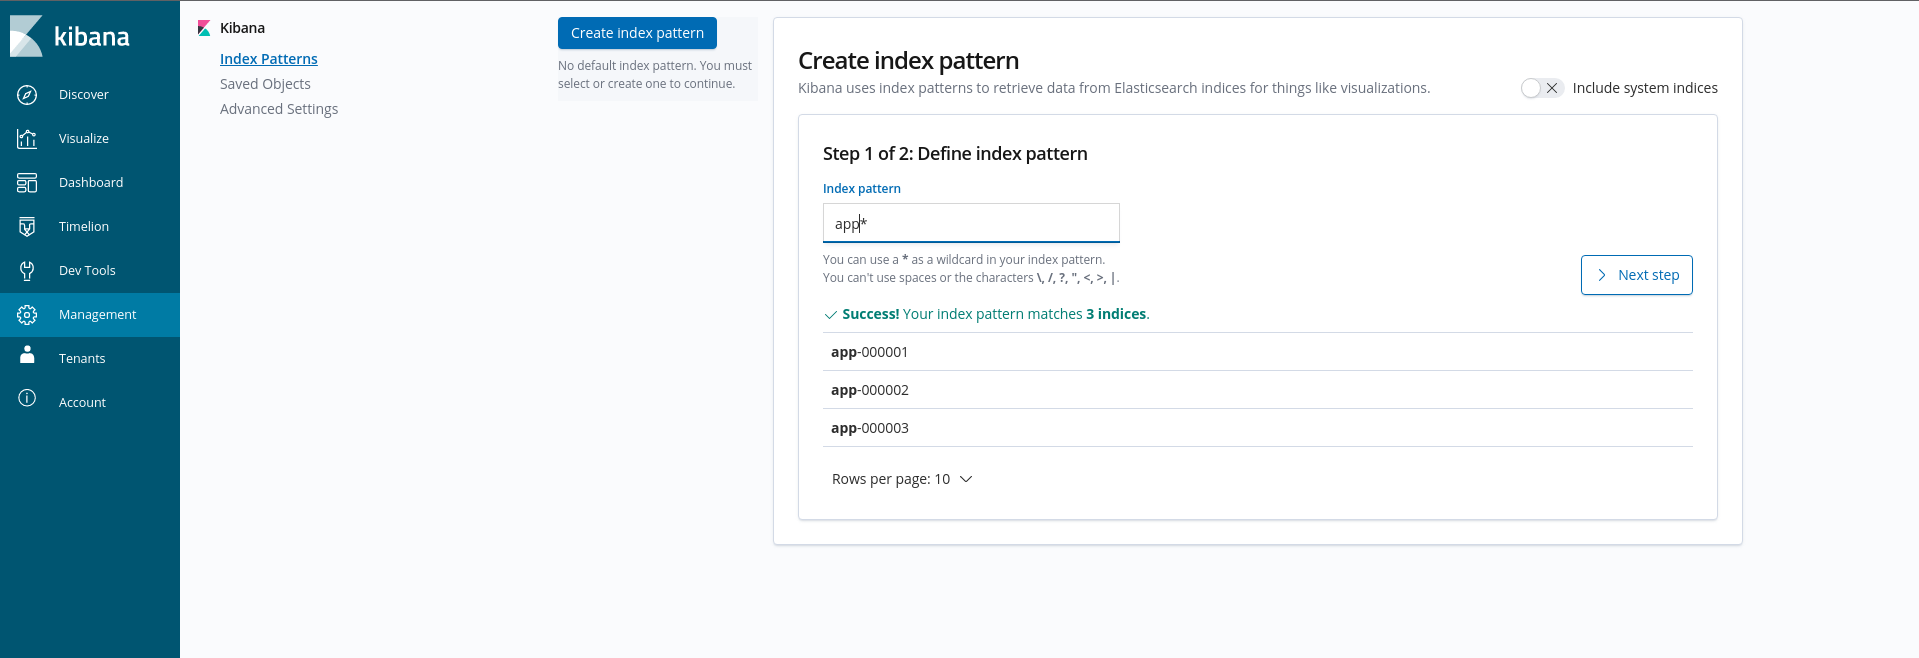 kibana
Discover
Visualize
Dashboard
Timelion
Dev Tools
Management
Tenants
Account
Kibana
Index Patterns
Saved Objects
Advanced Settings
Create index pattern
No default index pattern. You must
select or create one to continue.
Create index pattern
Kibana uses index patterns to retrieve data from Elasticsearch indices for things like visualizations.
Include system indices
Step 1 of 2: Define index pattern
Index pattern
app*
You can use a * as a wildcard in your index pattern.
You can't use spaces or the characters \, /, ?, ", <, >, |.
Next step
Success! Your index pattern matches 3 indices.
app-000001
app-000002
app-000003
Rows per page: 10